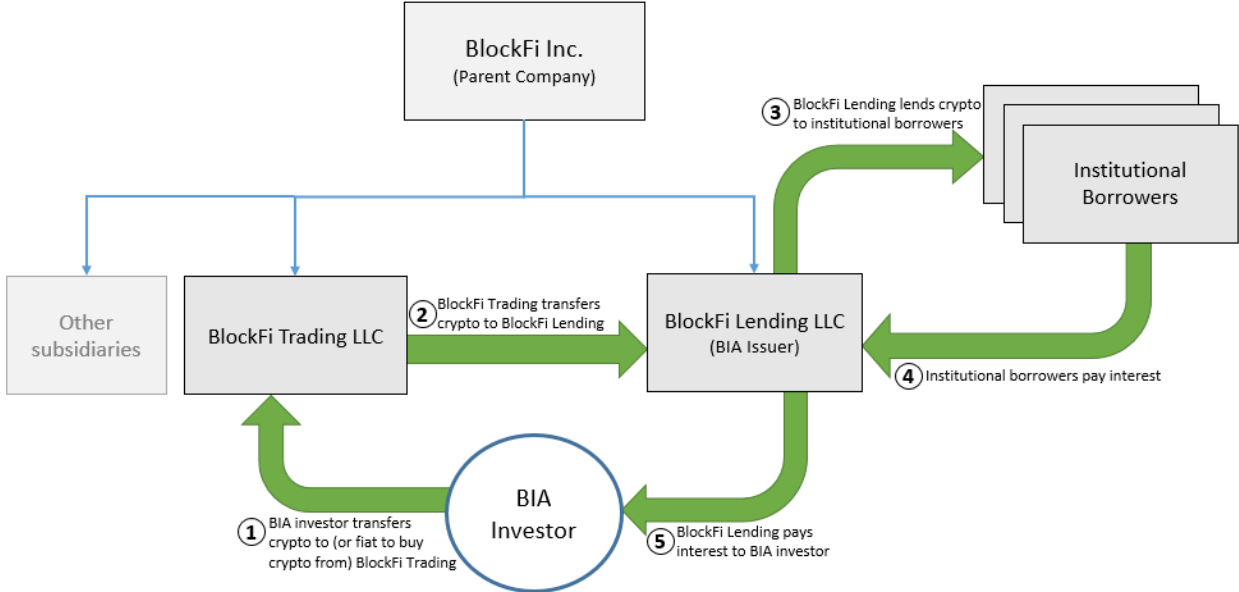 BlockFi Inc.
(Parent Company)
3 BlockFi Lending lends crypto
to institutional borrowers
Institutional
Borrowers
Other
subsidiaries
BlockFi Trading LLC
2 BlockFi Trading transfers
crypto to BlockFi Lending
BlockFi Lending LLC
(BIA Issuer)
4 Institutional borrowers pay interest
1 BIA investor transfers
crypto to (or fiat to buy
crypto from) BlockFi Trading
BIA
Investor
5 BlockFi Lending pays
interest to BIA investor